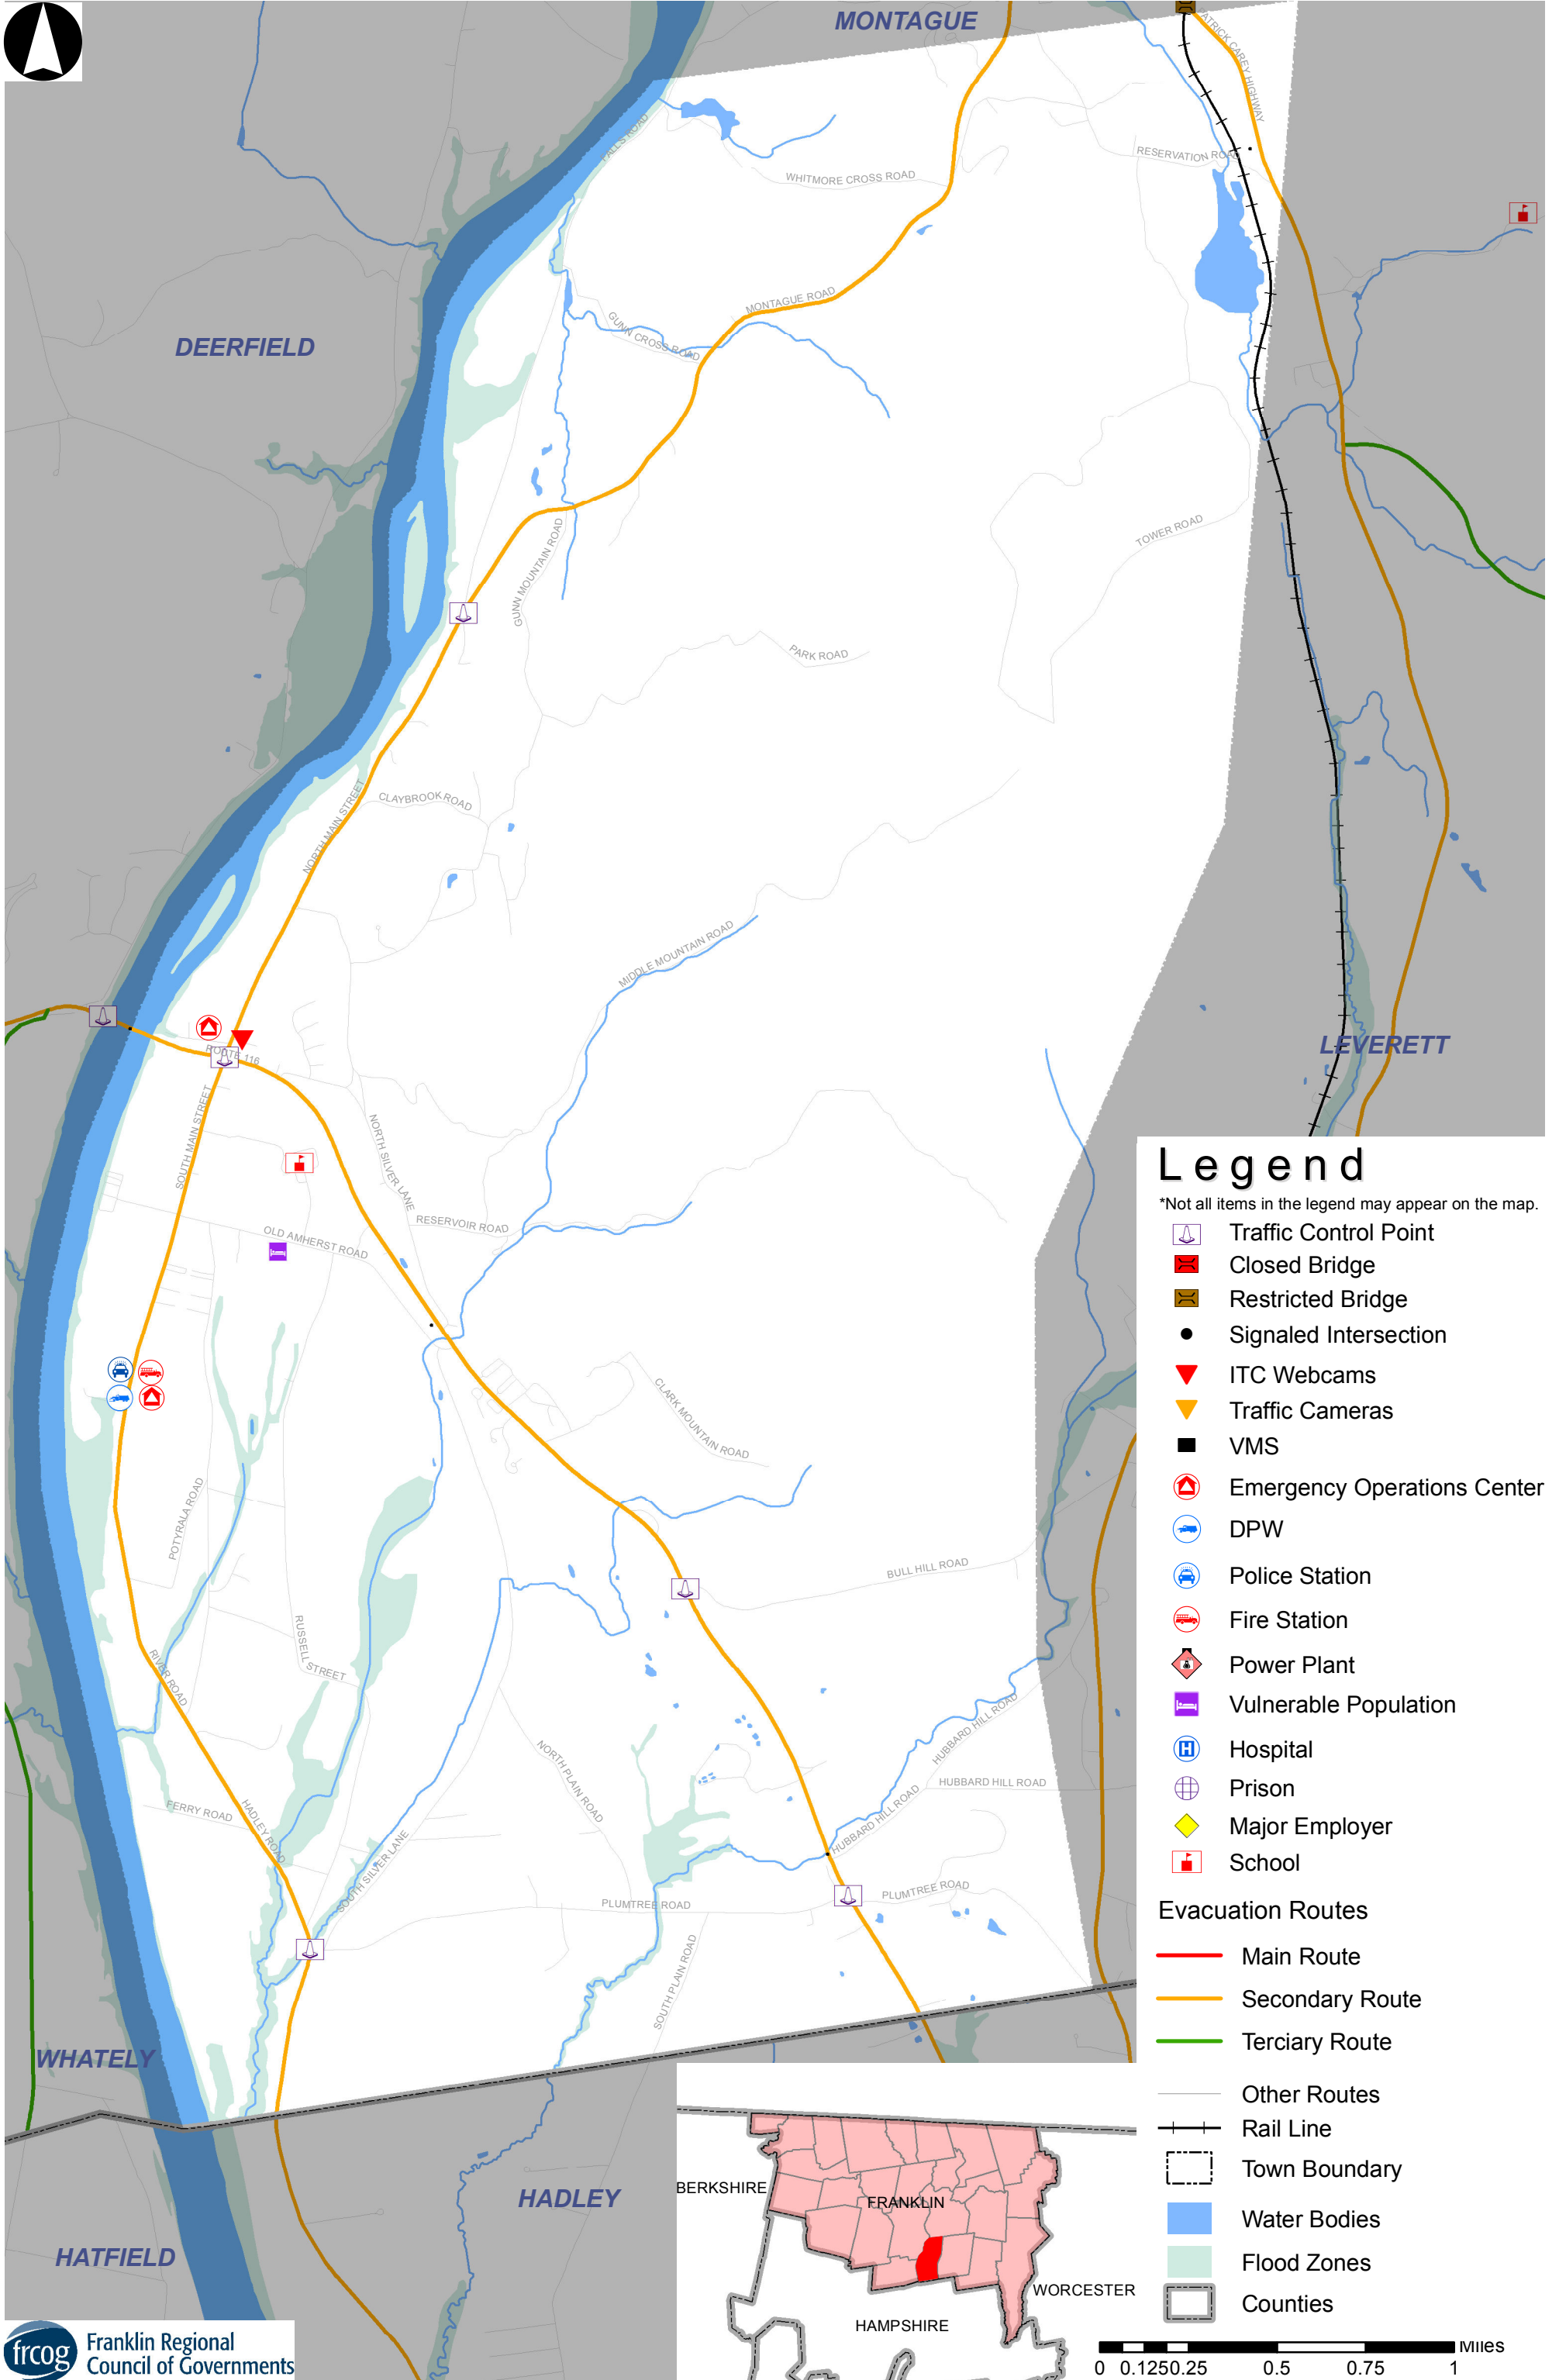 MONTAGUE
ATRICK CAREY HIGHWAY
FALLS ROAD
RESERVATION ROAD
WHITMORE CROSS ROAD
MONTAGUE ROAD
GUNN CROSS ROAD
DEERFIELD
TOWER ROAD
GUNN MOUNTAIN ROAD
PARK ROAD
CLAYBROOK ROAD
NORTH MAIN STREET
MIDDLE MOUNTAIN ROAD
LEVERETT
ROUTE 116
SOUTH MAIN STREET
NORTH SILVER LANE
RESERVOIR ROAD
OLD AMHERST ROAD
CLARK MOUNTAIN ROAD
POTYRALA ROAD
BULL HILL ROAD
RUSSELL STREET
RIVER ROAD
HUBBARD HILL ROAD
HUBBARD HILL ROAD
HUBBARD HILL ROAD
NORTH PLAIN ROAD
FERRY ROAD
HADLEY ROAD
SOUTH SILVER LANE
PLUMTREE ROAD
PLUMTREE ROAD
SOUTH PLAIN ROAD
WHATELY
HADLEY
HATFIELD
Legend
*Not all items in the legend may appear on the map.
Traffic Control Point
Closed Bridge
Restricted Bridge
Signaled Intersection
ITC Webcams
Traffic Cameras
VMS
Emergency Operations Center
DPW
Police Station
Fire Station
Power Plant
Vulnerable Population
H Hospital
Prison
Major Employer
School
Evacuation Routes
Main Route
Secondary Route
Terciary Route
Other Routes
Rail Line
Town Boundary
Water Bodies
Flood Zones
Counties
BERKSHIRE
FRANKLIN
WORCESTER
HAMPSHIRE
Miles
0 0.125 0.25 0.5 0.75 1
frcog Franklin Regional
Council of Governments